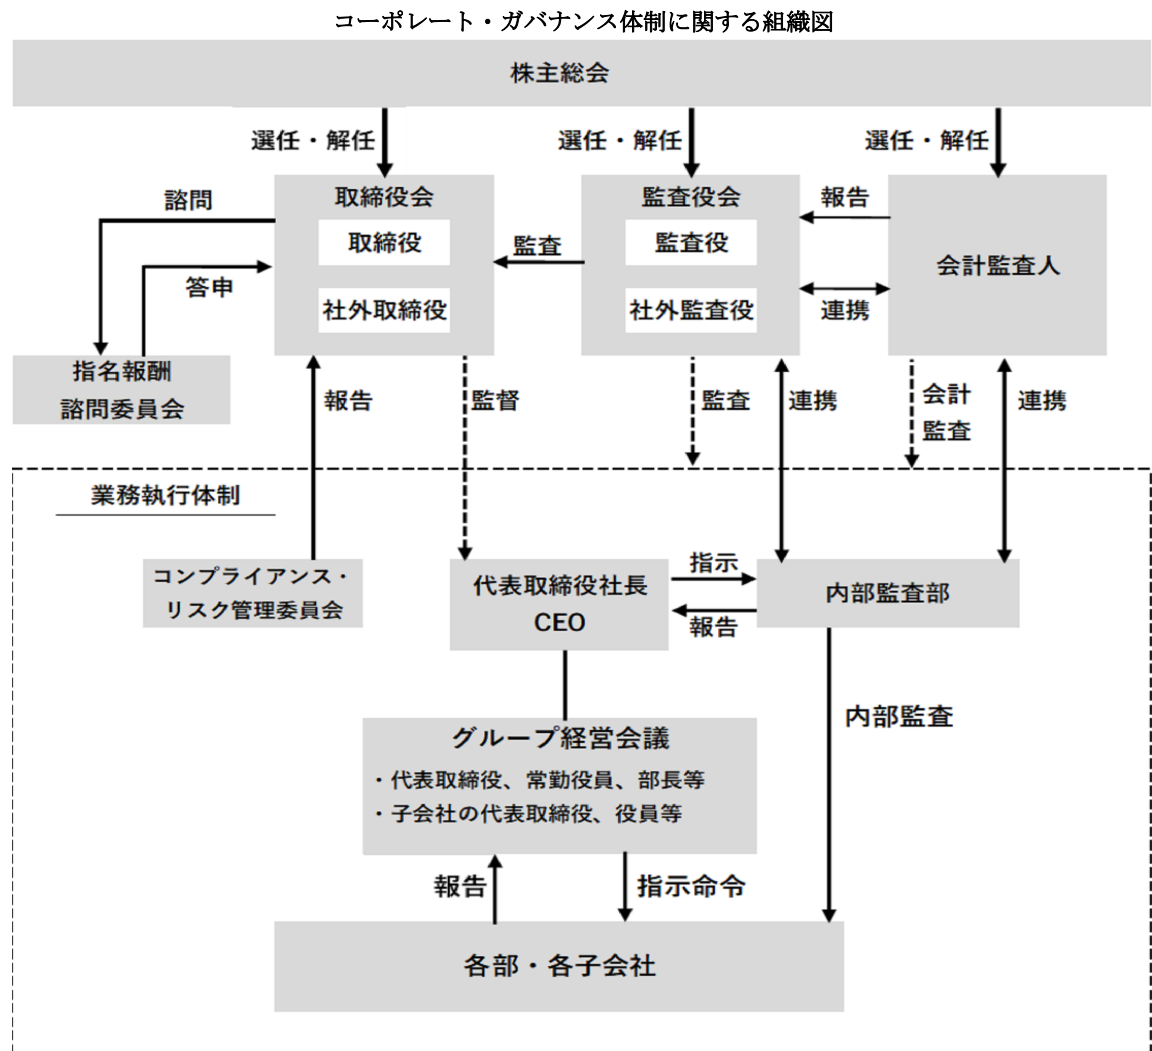 コーポレート・ガバナンス体制に関する組織図
株主総会
選任・解任
選任・解任
選任・解任
諮問
取締役会
取締役
社外取締役
監査
監査役会
監査役
社外監査役
報告
連携
会計監査人
答申
指名報酬
諮問委員会
報告
監督
監査
連携
会計
監査
連携
業務執行体制
コンプライアンス・
リスク管理委員会
代表取締役社長
CEO
指示
報告
内部監査部
内部監査
グループ経営会議
・代表取締役、常勤役員、部長等
・子会社の代表取締役、役員等
報告
指示命令
各部・各子会社